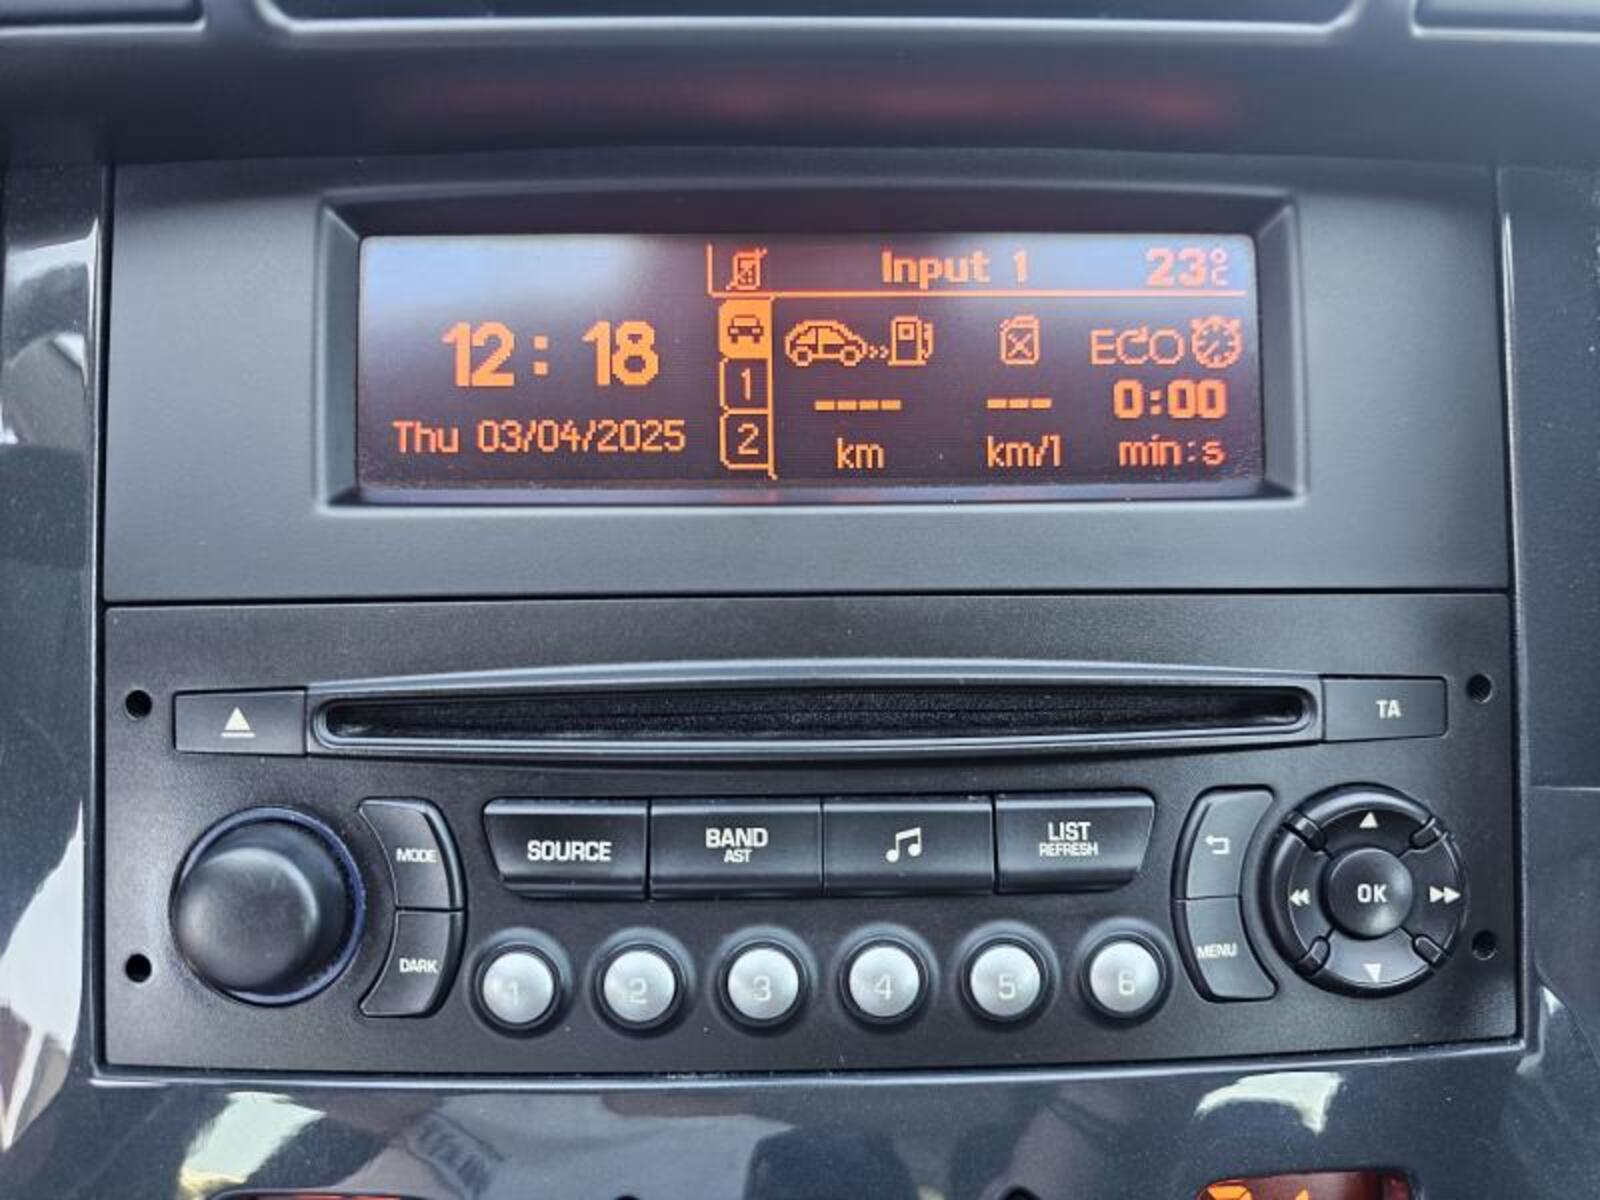 Input 1 23°C
12:18
Thu 03/04/2025
1
2
---- km
--- km/l
ECO
0:00
min:s
TA
MODE
DARK
SOURCE
BAND
AST
LIST
REFRESH
MENU
OK
1 2 3 4 5 6